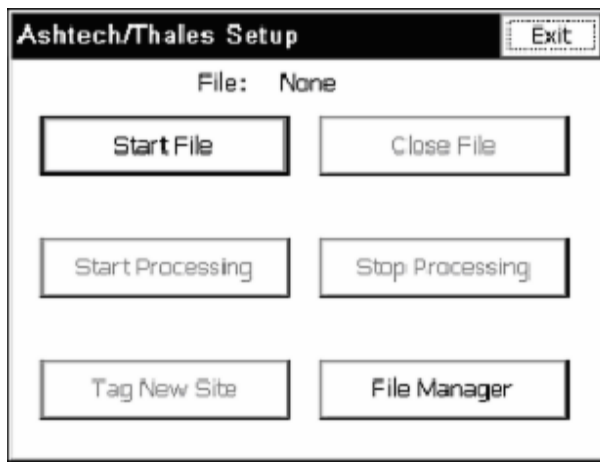 Ashtech/Thales Setup Exit
File: None
Start File Close File
Start Processing Stop Processing
Tag New Site File Manager